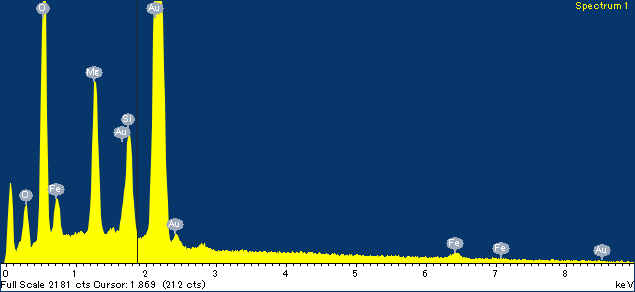 Spectrum 1
O Au
Mg
Si
Au
O Fe
Au
Fe Fe Au
0 1 2 3 4 5 6 7 8
Full Scale 2181 cts Cursor: 1.869 (212 cts) keV